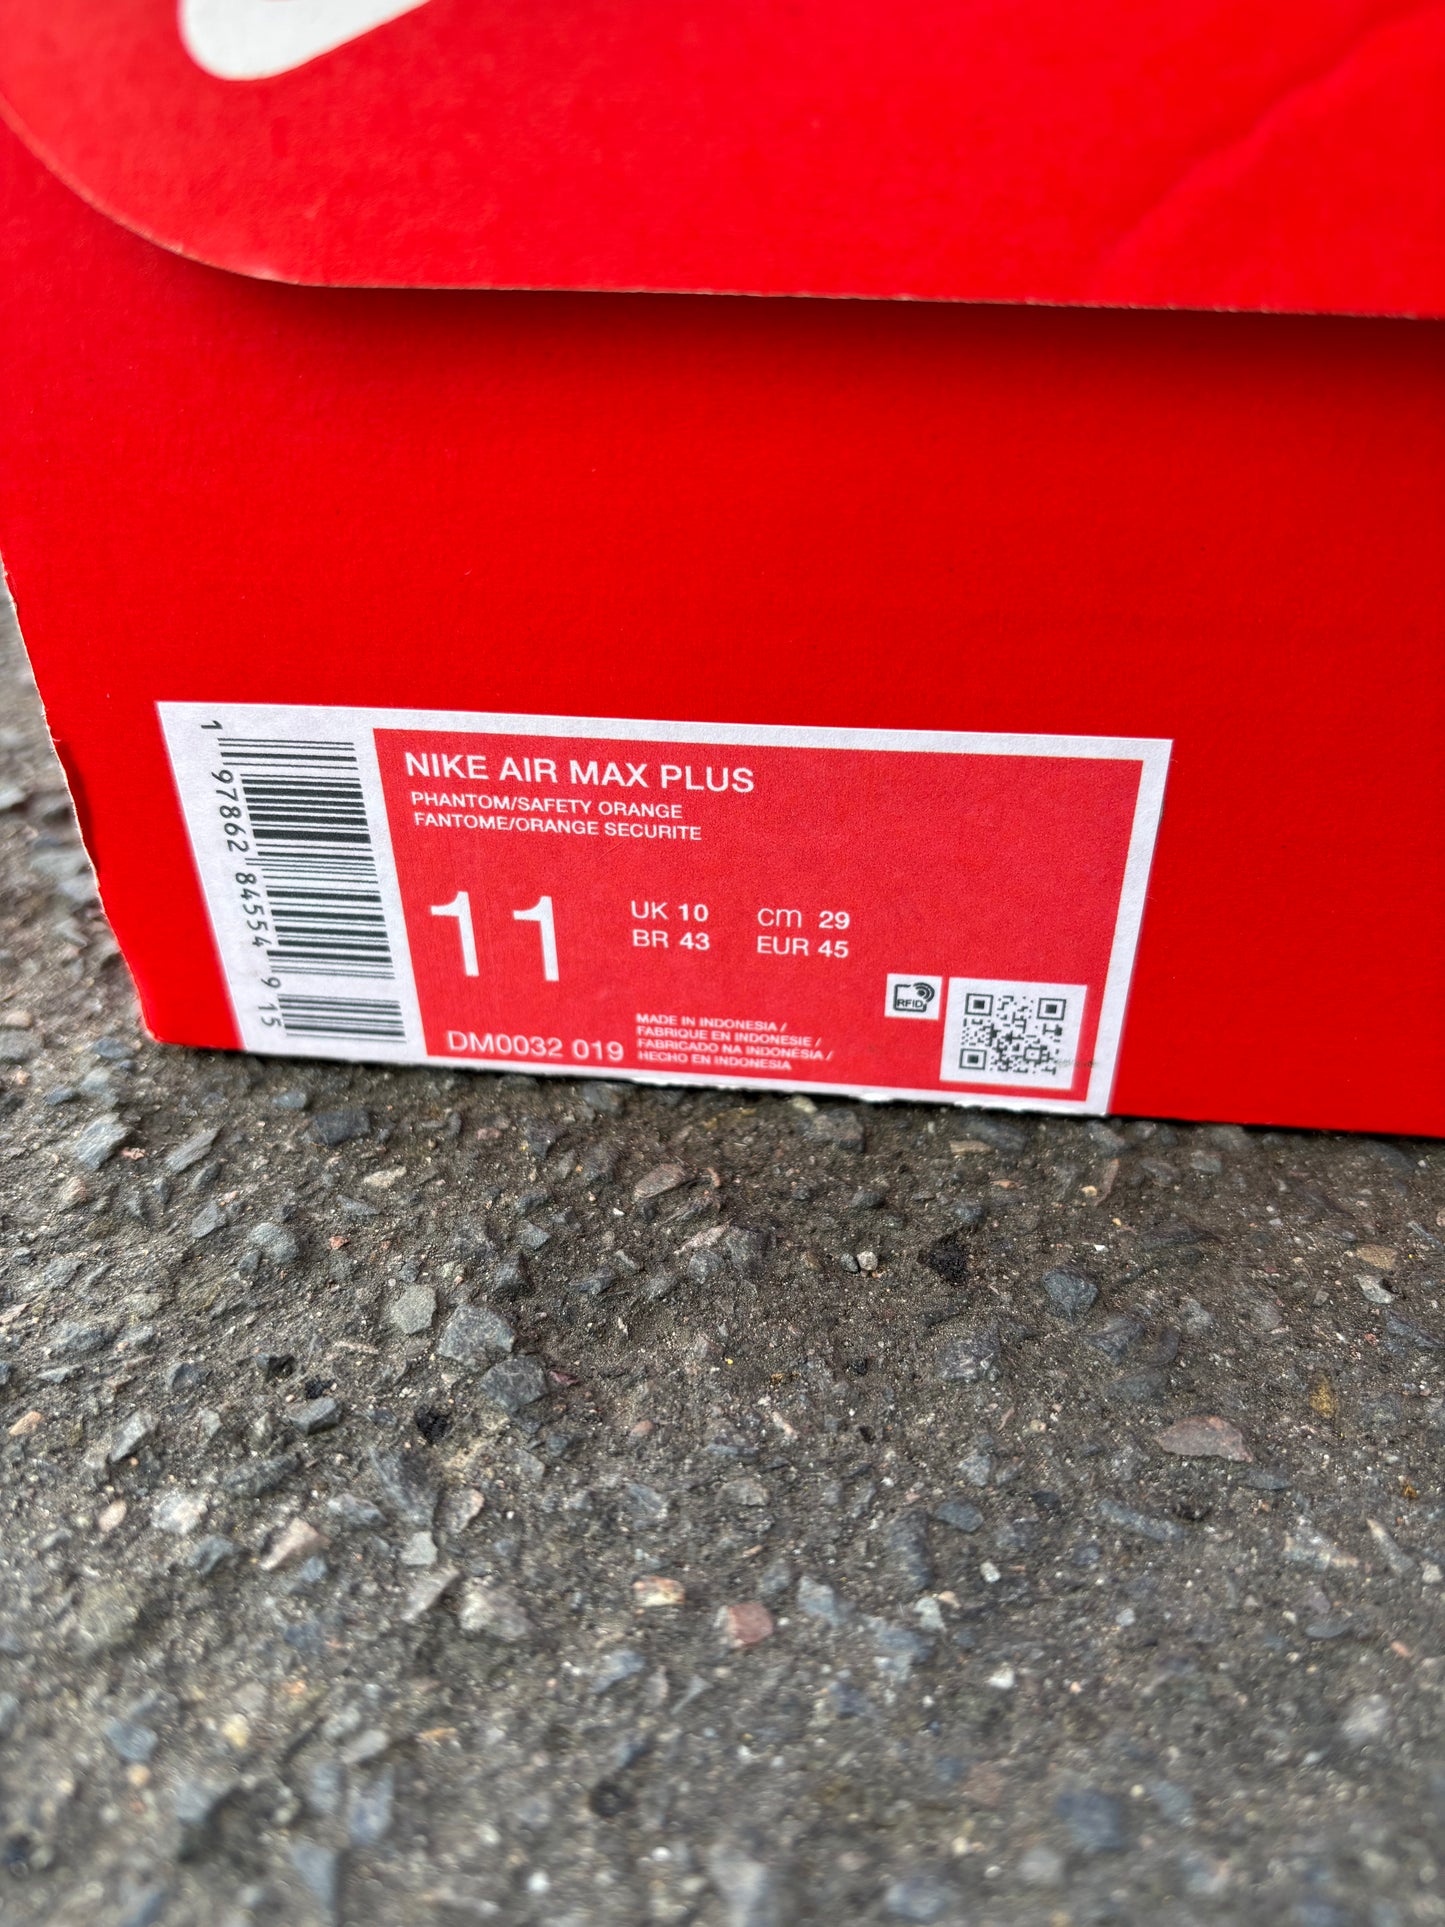 NIKE AIR MAX PLUS
PHANTOM/SAFETY ORANGE
FANTOME/ORANGE SECURITE
11
UK 10 cm 29
BR 43 EUR 45
DM0032 019
MADE IN INDONESIA /
FABRIQUE EN INDONESIE /
FABRICADO NA INDONÉSIA /
HECHO EN INDONESIA
RFID
1 97862 84554 9 15